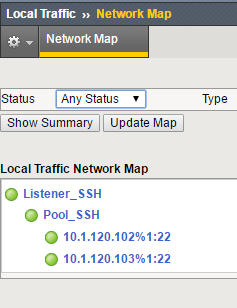 Local Traffic ›› Network Map
Network Map
Status Any Status Type
Show Summary Update Map
Local Traffic Network Map
Listener_SSH
Pool_SSH
10.1.120.102%1:22
10.1.120.103%1:22